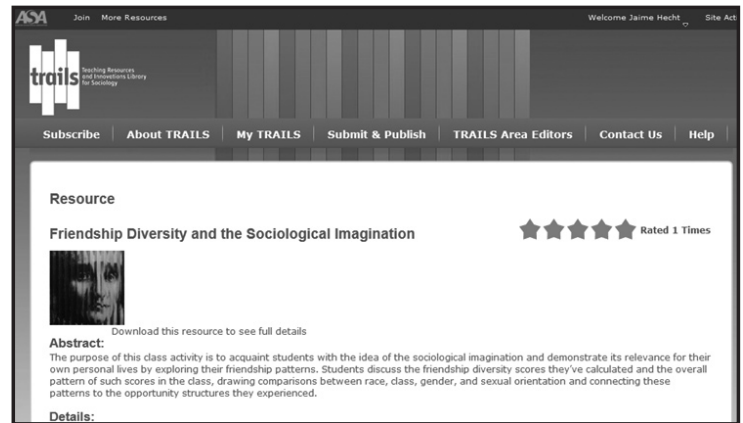 ASA Join More Resources Welcome Jaime Hecht Site Act
trails Teaching Resources
and Innovations Library
for Sociology
Subscribe About TRAILS My TRAILS Submit & Publish TRAILS Area Editors Contact Us Help
Resource
Friendship Diversity and the Sociological Imagination Rated 1 Times
Download this resource to see full details
Abstract:
The purpose of this class activity is to acquaint students with the idea of the sociological imagination and demonstrate its relevance for their
own personal lives by exploring their friendship patterns. Students discuss the friendship diversity scores they've calculated and the overall
pattern of such scores in the class, drawing comparisons between race, class, gender, and sexual orientation and connecting these
patterns to the opportunity structures they experienced.
Details: